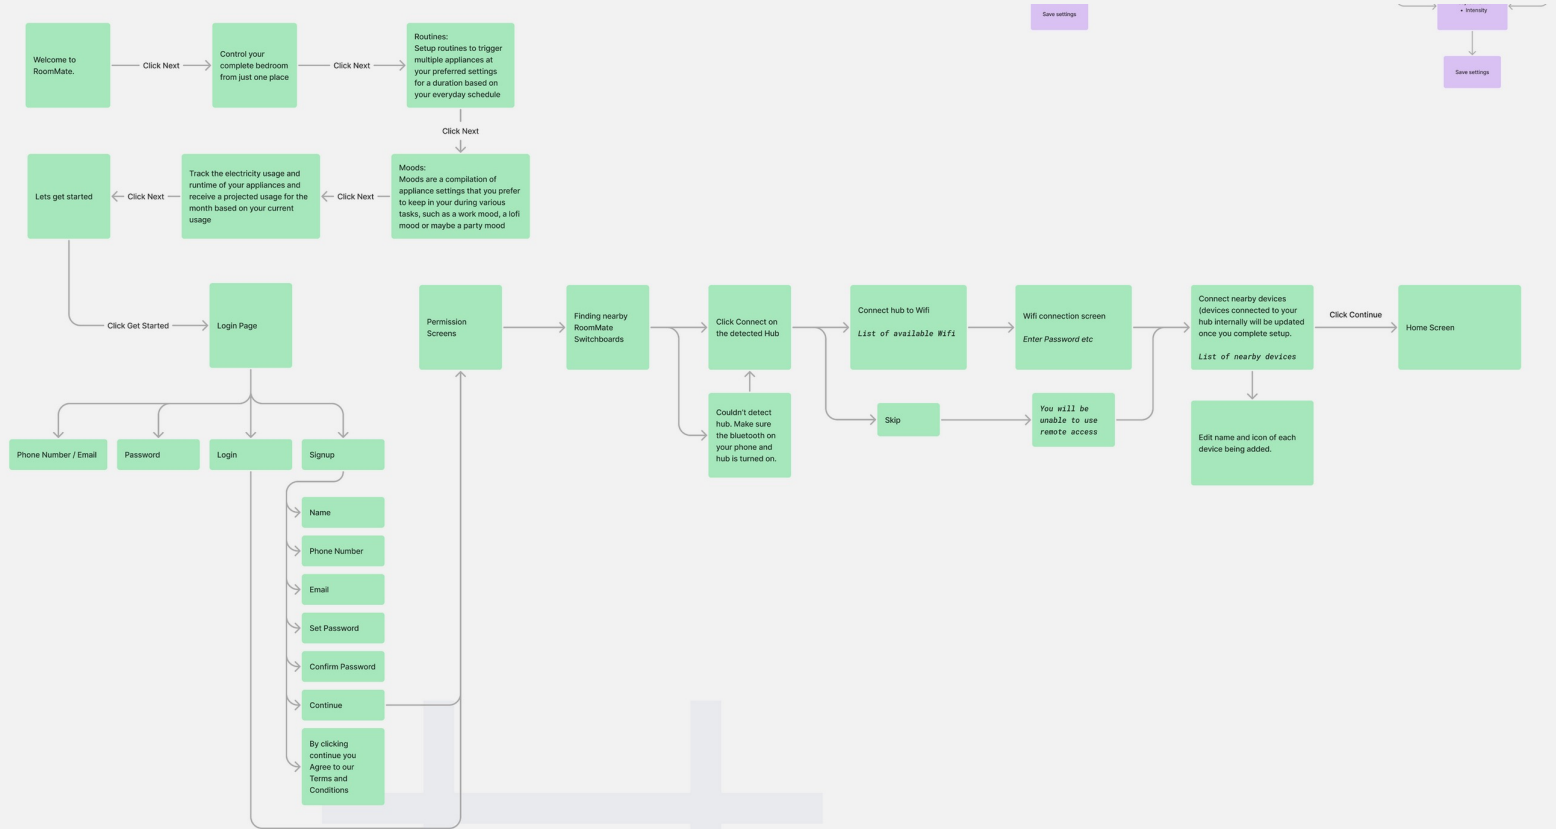 Save settings
• Intensity
Save settings
Welcome to
RoomMate.
Click Next
Control your
complete bedroom
from just one place
Click Next
Routines:
Setup routines to trigger
multiple appliances at
your preferred settings
for a duration based on
your everyday schedule
Click Next
Moods:
Moods are a compilation of
appliance settings that you prefer
to keep in your during various
tasks, such as a work mood, a lofi
mood or maybe a party mood
Click Next
Track the electricity usage and
runtime of your appliances and
receive a projected usage for the
month based on your current
usage
Click Next
Lets get started
Click Get Started
Login Page
Phone Number / Email
Password
Login
Signup
Name
Phone Number
Email
Set Password
Confirm Password
Continue
By clicking
continue you
Agree to our
Terms and
Conditions
Permission
Screens
Finding nearby
RoomMate
Switchboards
Click Connect on
the detected Hub
Couldn't detect
hub. Make sure
the bluetooth on
your phone and
hub is turned on.
Connect hub to Wifi
List of available Wifi
Skip
Wifi connection screen
Enter Password etc
You will be
unable to use
remote access
Connect nearby devices
(devices connected to your
hub internally will be updated
once you complete setup.
List of nearby devices
Edit name and icon of each
device being added.
Click Continue
Home Screen